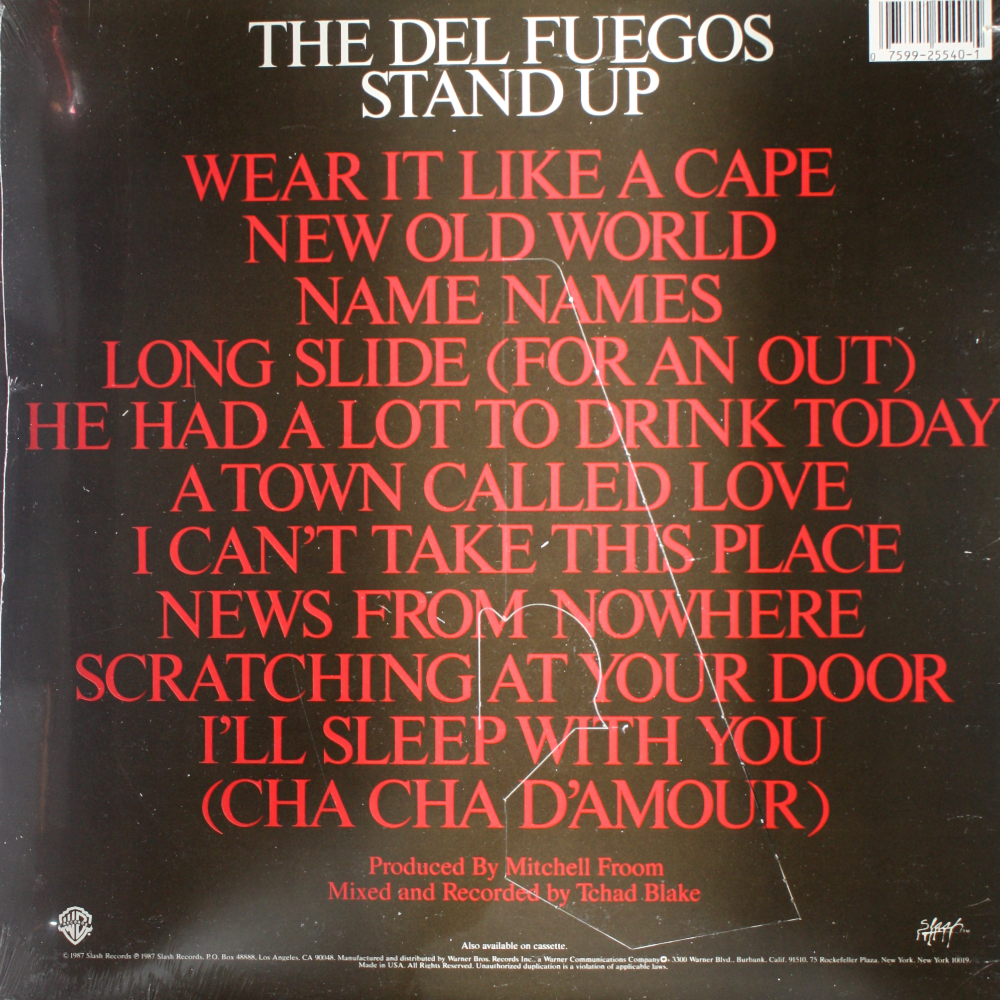 THE DEL FUEGOS
STAND UP
0 7599-25540-1
WEAR IT LIKE A CAPE
NEW OLD WORLD
NAME NAMES
LONG SLIDE (FOR AN OUT)
HE HAD A LOT TO DRINK TODAY
A TOWN CALLED LOVE
I CAN'T TAKE THIS PLACE
NEWS FROM NOWHERE
SCRATCHING AT YOUR DOOR
I'LL SLEEP WITH YOU
(CHA CHA D'AMOUR)
Produced By Mitchell Froom
Mixed and Recorded by Tchad Blake
Slash
Also available on cassette.
© 1987 Slash Records ℗ 1987 Slash Records, P.O. Box 48888, Los Angeles, CA 90048. Manufactured and distributed by Warner Bros. Records Inc., a Warner Communications Company, 3300 Warner Blvd., Burbank, Calif. 91510, 75 Rockefeller Plaza, New York, New York 10019.
Made in USA. All Rights Reserved. Unauthorized duplication is a violation of applicable laws.